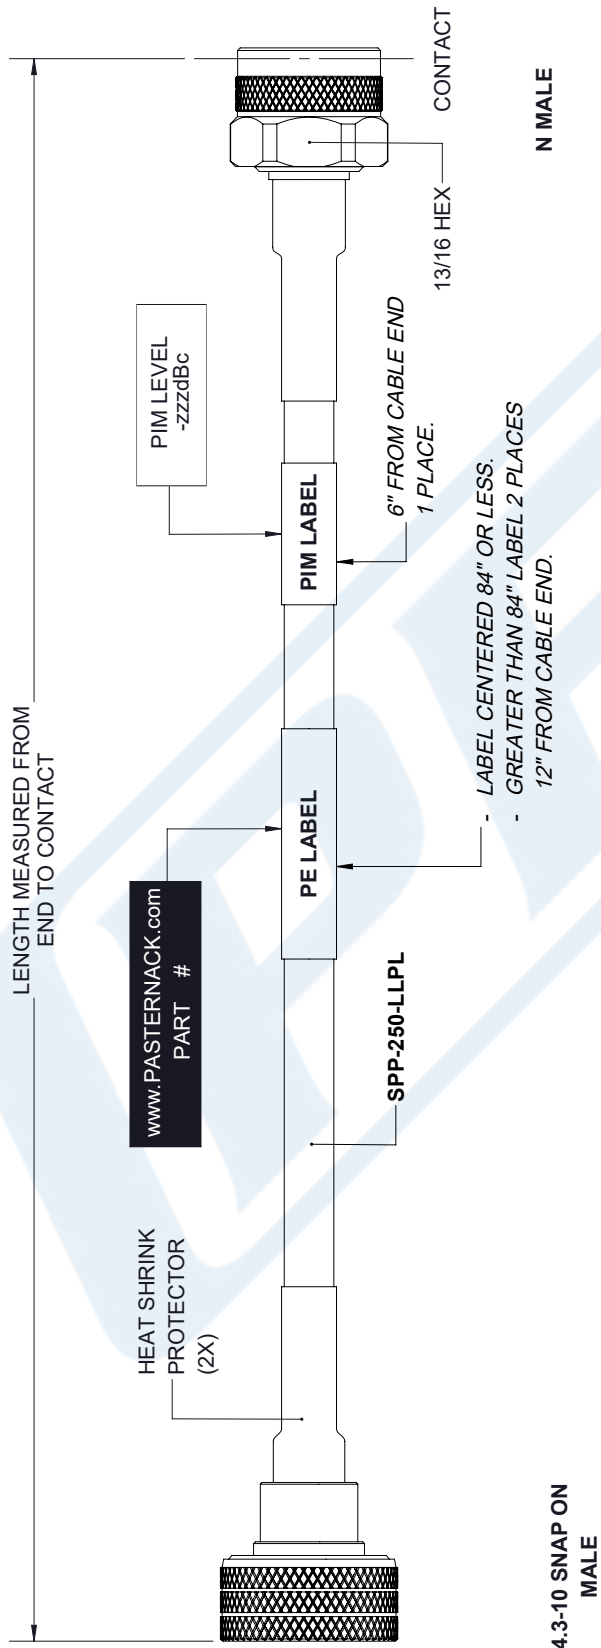 LENGTH MEASURED FROM
END TO CONTACT
HEAT SHRINK
PROTECTOR
(2X)
www.PASTERNACK.com
PART #
PIM LEVEL
-zzzdBc
PE LABEL
PIM LABEL
SPP-250-LLPL
6" FROM CABLE END
1 PLACE.
13/16 HEX
CONTACT
- LABEL CENTERED 84" OR LESS.
- GREATER THAN 84" LABEL 2 PLACES
12" FROM CABLE END.
4.3-10 SNAP ON
MALE
N MALE